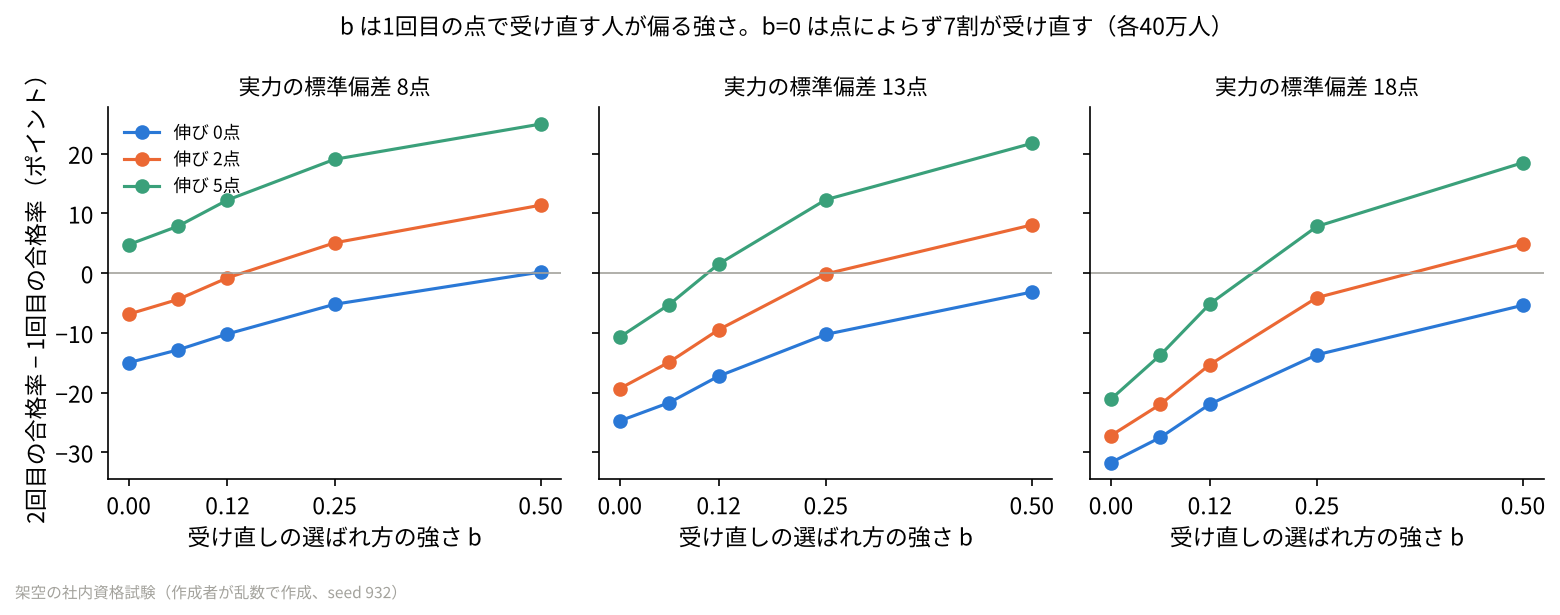 b は1回目の点で受け直す人が偏る強さ。b=0 は点によらず7割が受け直す（各40万人）
2回目の合格率 − 1回目の合格率（ポイント）
実力の標準偏差 8点
伸び 0点
伸び 2点
伸び 5点
20
10
0
−10
−20
−30
0.00 0.12 0.25 0.50
受け直しの選ばれ方の強さ b
実力の標準偏差 13点
0.00 0.12 0.25 0.50
受け直しの選ばれ方の強さ b
実力の標準偏差 18点
0.00 0.12 0.25 0.50
受け直しの選ばれ方の強さ b
架空の社内資格試験（作成者が乱数で作成、seed 932）